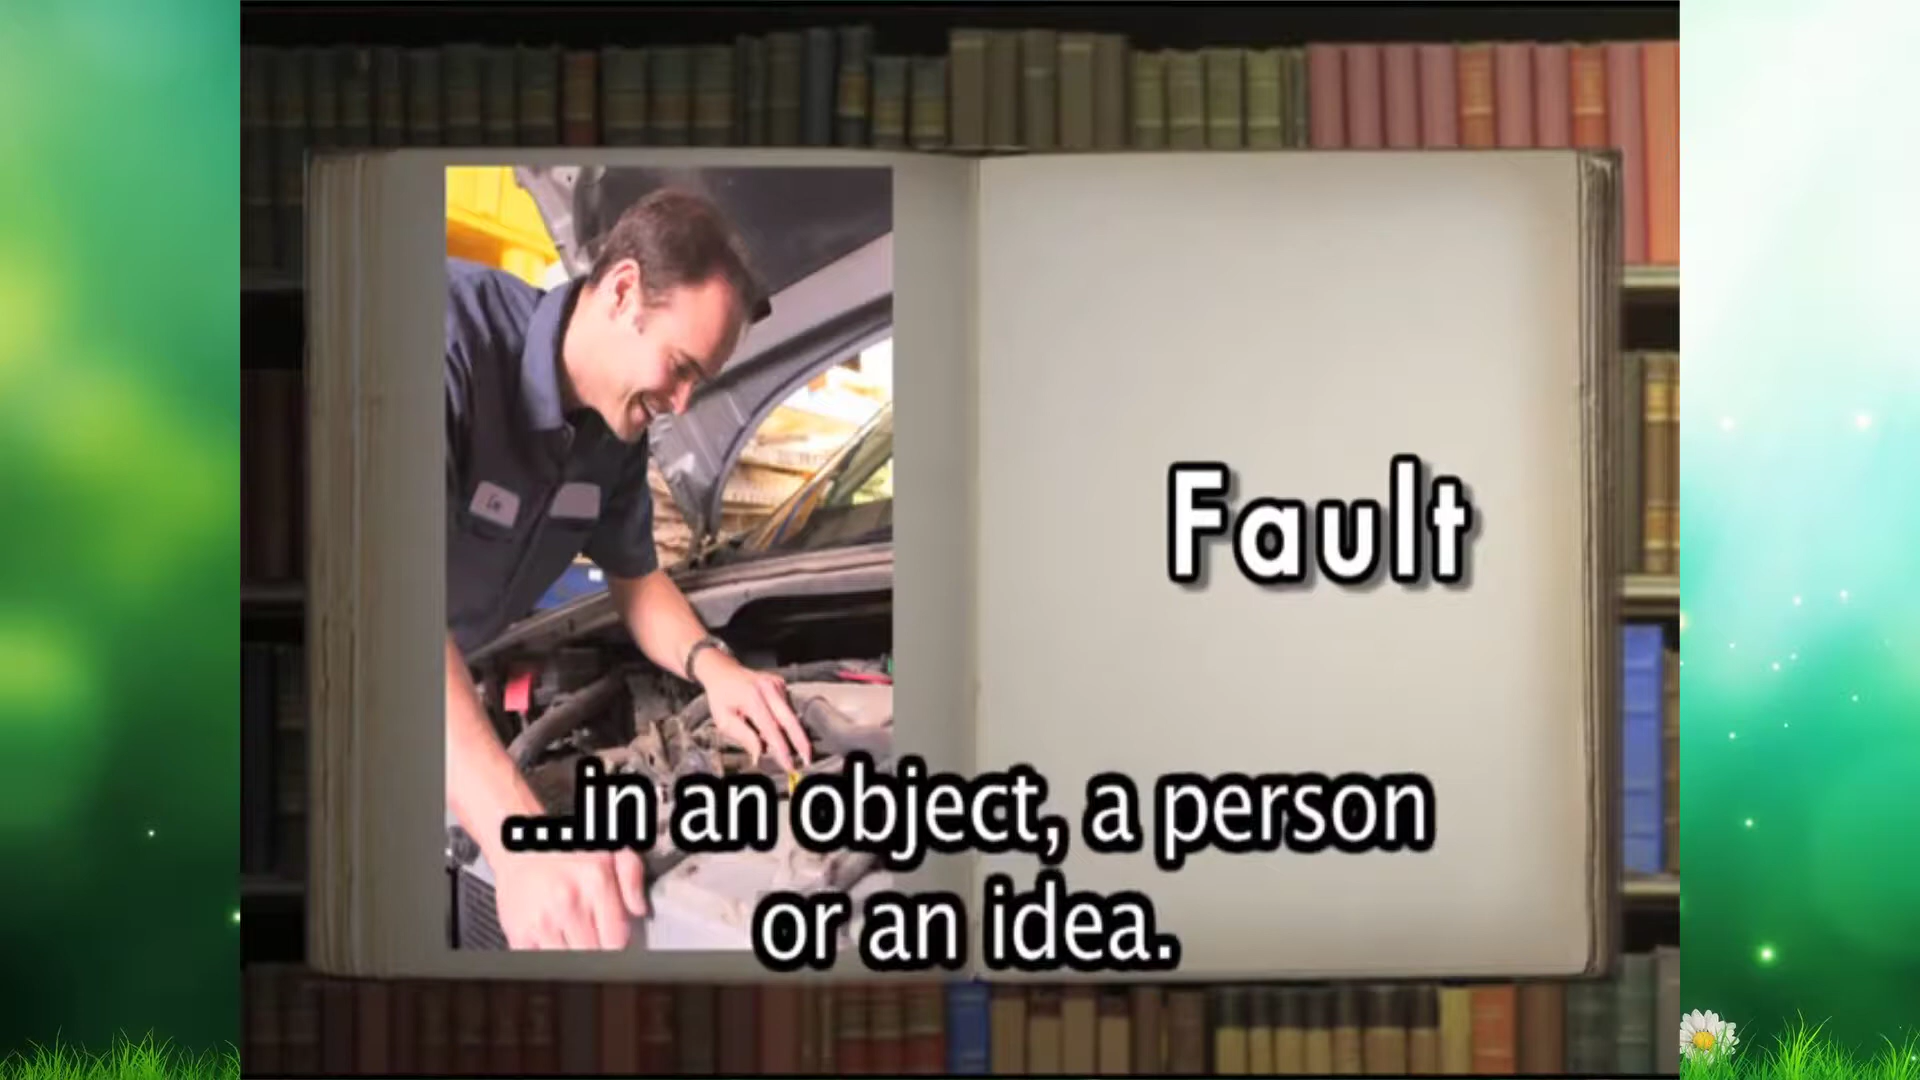 Fault
...in an object, a person
or an idea.